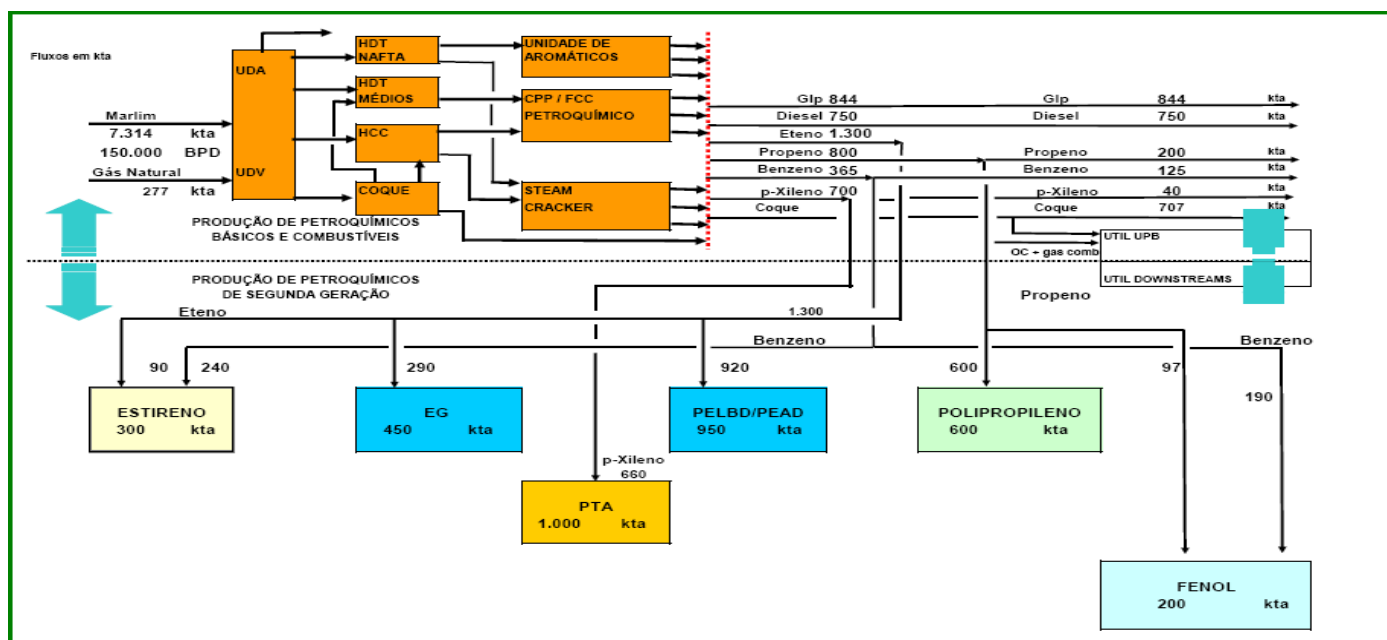 Fluxos em kta
UDA
UDV
HDT
NAFTA
HDT
MÉDIOS
HCC
COQUE
UNIDADE DE
AROMÁTICOS
CPP / FCC
PETROQUÍMICO
STEAM
CRACKER
Marlim
7.314 kta
150.000 BPD
Gás Natural
277 kta
Glp 844 Glp 844 kta
Diesel 750 Diesel 750 kta
Eteno 1.300
Propeno 800 Propeno 200 kta
Benzeno 365 Benzeno 125 kta
p-Xileno 700 p-Xileno 40 kta
Coque Coque 707 kta
UTIL UPB
OC + gas comb
UTIL DOWNSTREAMS
PRODUÇÃO DE PETROQUÍMICOS
BÁSICOS E COMBUSTÍVEIS
PRODUÇÃO DE PETROQUÍMICOS
DE SEGUNDA GERAÇÃO
Propeno
Eteno 1.300
Benzeno Benzeno
90 240 290 920 600 97
190
ESTIRENO
300 kta
EG
450 kta
PELBD/PEAD
950 kta
POLIPROPILENO
600 kta
p-Xileno
660
PTA
1.000 kta
FENOL
200 kta